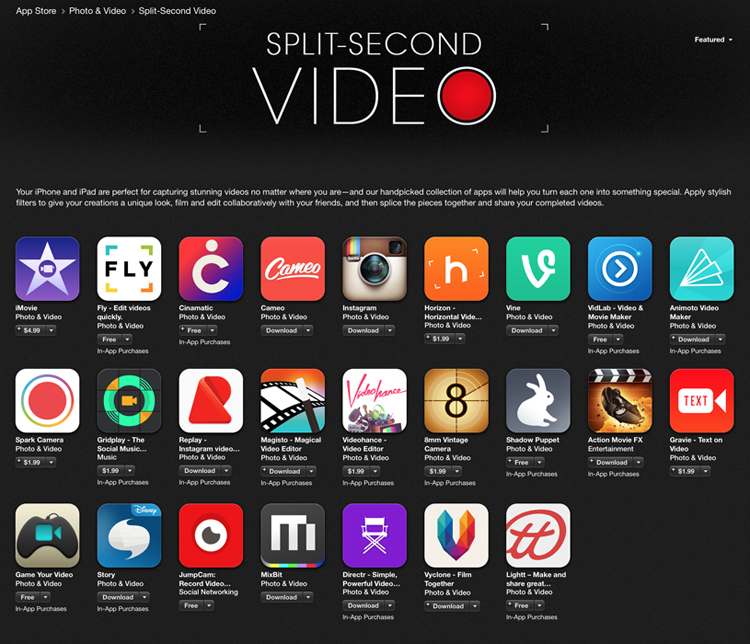 App Store > Photo & Video > Split-Second Video
SPLIT-SECOND
VIDEO
Featured
Your iPhone and iPad are perfect for capturing stunning videos no matter where you are—and our handpicked collection of apps will help you turn each one into something special. Apply stylish
filters to give your creations a unique look, film and edit collaboratively with your friends, and then splice the pieces together and share your completed videos.
FLY
Cameo
h
iMovie
Photo & Video
+ $4.99
Fly - Edit videos
quickly.
Photo & Video
Free
In-App Purchases
Cinamatic
Photo & Video
+ Free
In-App Purchases
Cameo
Photo & Video
Download
Instagram
Photo & Video
Download
Horizon -
Horizontal Vide...
Photo & Video
+ $1.99
Vine
Photo & Video
Download
VidLab - Video &
Movie Maker
Photo & Video
Free
In-App Purchases
Animoto Video
Maker
Photo & Video
+ Download
In-App Purchases
Videohance
8
TEXT
Spark Camera
Photo & Video
+ $1.99
Gridplay - The
Social Music...
Music
$1.99
In-App Purchases
Replay -
Instagram video...
Photo & Video
Download
In-App Purchases
Magisto - Magical
Video Editor
Photo & Video
+ Download
In-App Purchases
Videohance -
Video Editor
Photo & Video
$1.99
In-App Purchases
8mm Vintage
Camera
Photo & Video
+ $1.99
In-App Purchases
Shadow Puppet
Photo & Video
+ Free
In-App Purchases
Action Movie FX
Entertainment
+ Download
In-App Purchases
Gravie - Text on
Video
Photo & Video
+ $1.99
Disney
tt
Game Your Video
Photo & Video
Free
In-App Purchases
Story
Photo & Video
Download
JumpCam:
Record Video...
Social Networking
Free
MixBit
Photo & Video
Download
Directr - Simple,
Powerful Video...
Photo & Video
Download
In-App Purchases
Vyclone - Film
Together
Photo & Video
+ Download
Lightt – Make and
share great...
Photo & Video
+ Free
In-App Purchases